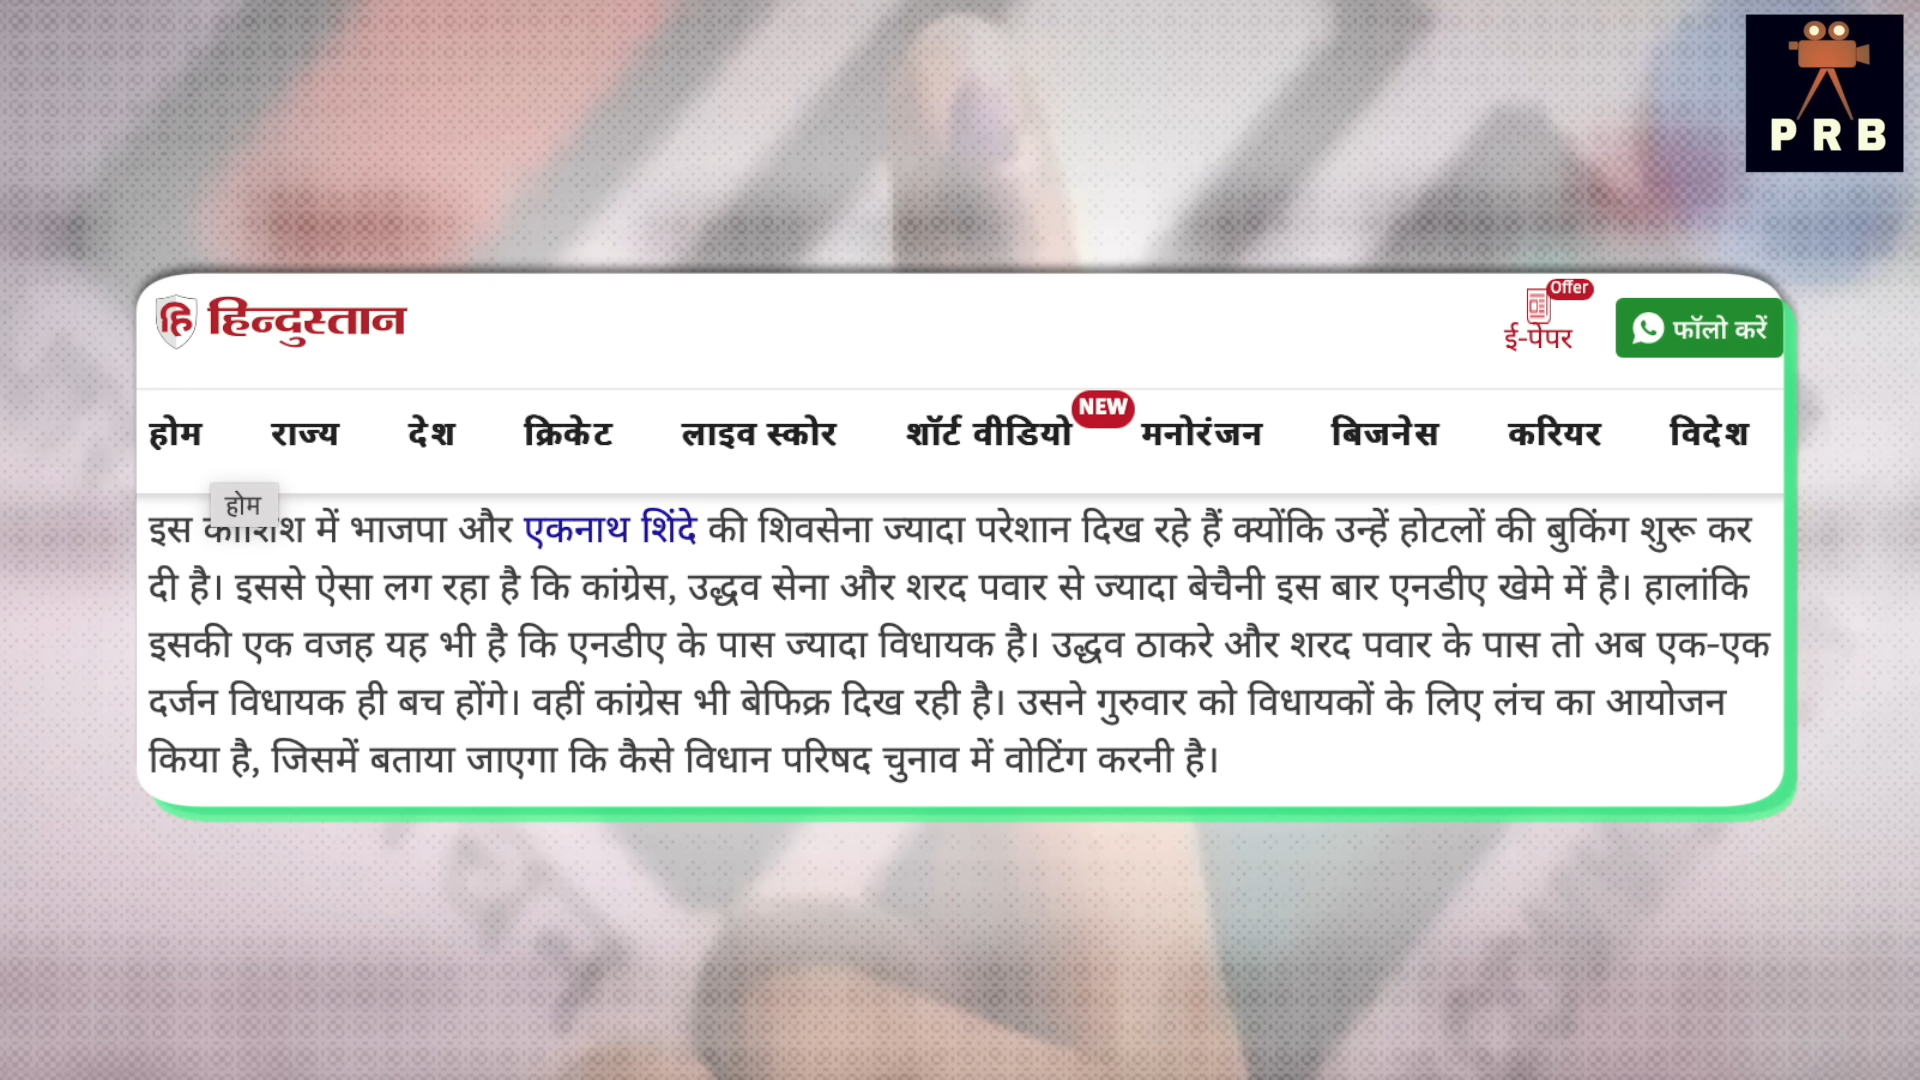 PRB
हि हिन्दुस्तान
Offer
ई-पेपर
फॉलो करें
NEW
होम राज्य देश क्रिकेट लाइव स्कोर शॉर्ट वीडियो मनोरंजन बिजनेस करियर विदेश
होम
इस कोशिश में भाजपा और एकनाथ शिंदे की शिवसेना ज्यादा परेशान दिख रहे हैं क्योंकि उन्हें होटलों की बुकिंग शुरू कर
दी है। इससे ऐसा लग रहा है कि कांग्रेस, उद्धव सेना और शरद पवार से ज्यादा बेचैनी इस बार एनडीए खेमे में है। हालांकि
इसकी एक वजह यह भी है कि एनडीए के पास ज्यादा विधायक है। उद्धव ठाकरे और शरद पवार के पास तो अब एक-एक
दर्जन विधायक ही बच होंगे। वहीं कांग्रेस भी बेफिक्र दिख रही है। उसने गुरुवार को विधायकों के लिए लंच का आयोजन
किया है, जिसमें बताया जाएगा कि कैसे विधान परिषद चुनाव में वोटिंग करनी है।